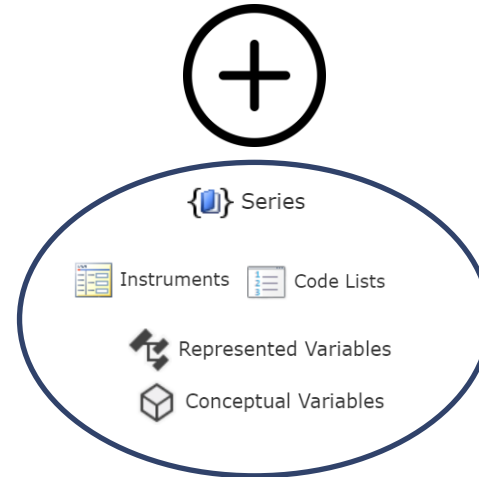 Series
Instruments
Code Lists
Represented Variables
Conceptual Variables